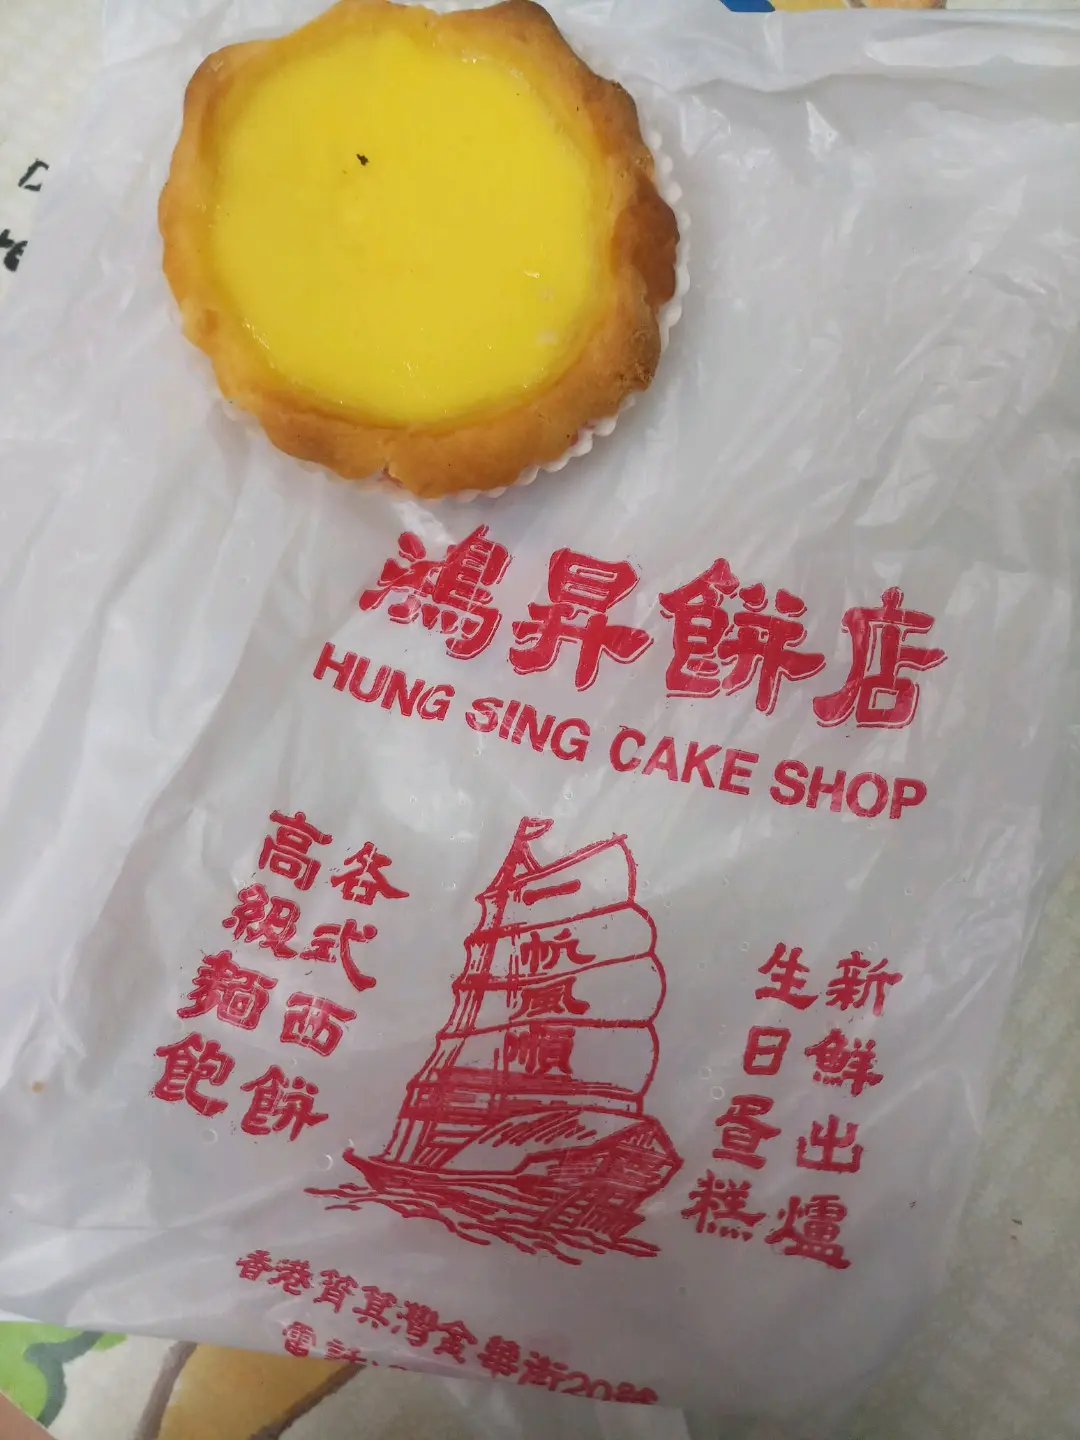 鴻昇餅店
HUNG SING CAKE SHOP
各式西餅
高級麵飽
一帆風順
新鮮出爐
生日蛋糕
香港筲箕灣金華街20號
電話: